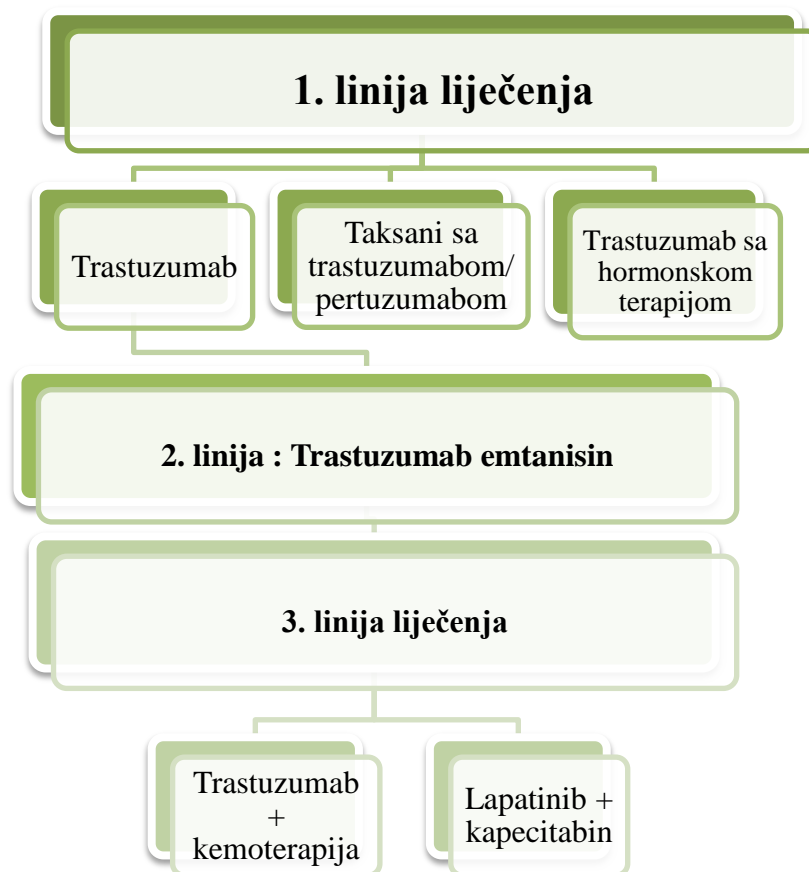 1. linija liječenja
Trastuzumab
Taksani sa
trastuzumabom/
pertuzumabom
Trastuzumab sa
hormonskom
terapijom
2. linija : Trastuzumab emtanisin
3. linija liječenja
Trastuzumab
+
kemoterapija
Lapatinib +
kapecitabin